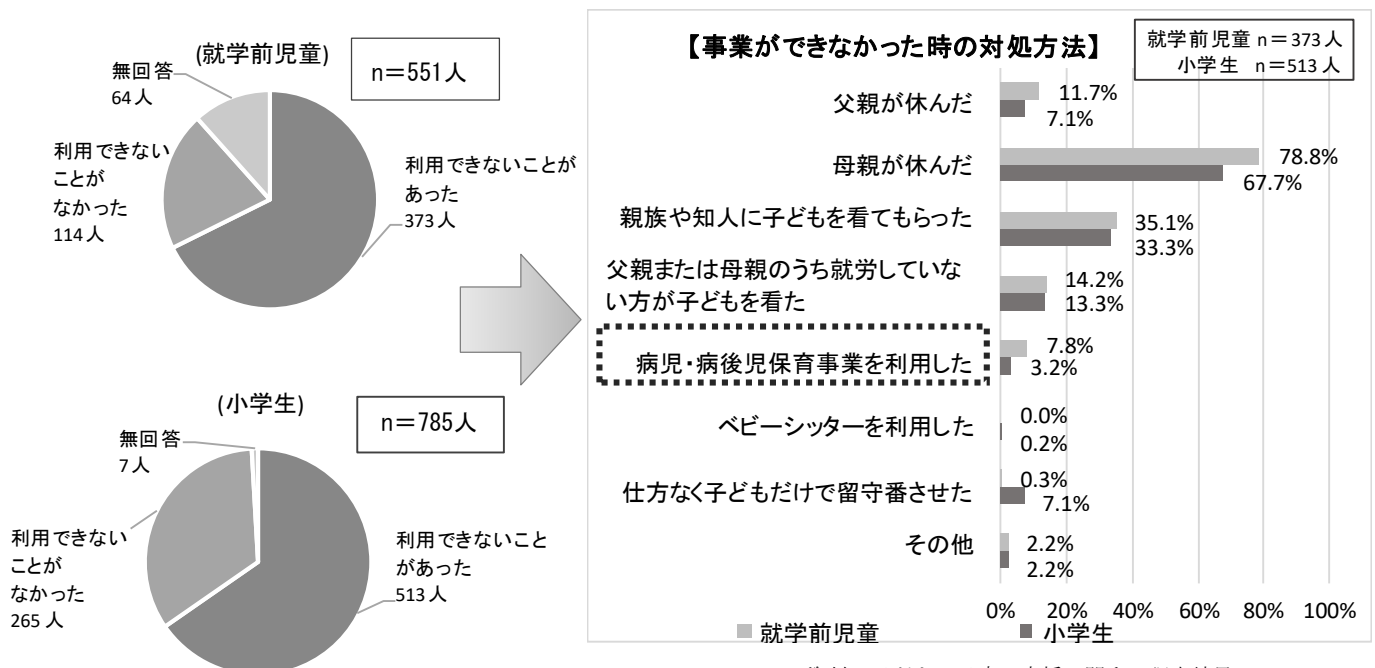 (就学前児童)
n＝551人
無回答
64人
利用できない
ことが
なかった
114人
利用できないことが
あった
373人
(小学生)
n＝785人
無回答
7人
利用できない
ことが
なかった
265人
利用できないこと
があった
513人
【事業ができなかった時の対処方法】
就学前児童 n＝373人
小学生 n＝513人
父親が休んだ
11.7%
7.1%
母親が休んだ
78.8%
67.7%
親族や知人に子どもを看てもらった
35.1%
33.3%
父親または母親のうち就労していな
い方が子どもを看た
14.2%
13.3%
病児・病後児保育事業を利用した
7.8%
3.2%
ベビーシッターを利用した
0.0%
0.2%
仕方なく子どもだけで留守番させた
0.3%
7.1%
その他
2.2%
2.2%
0% 20% 40% 60% 80% 100%
就学前児童 小学生